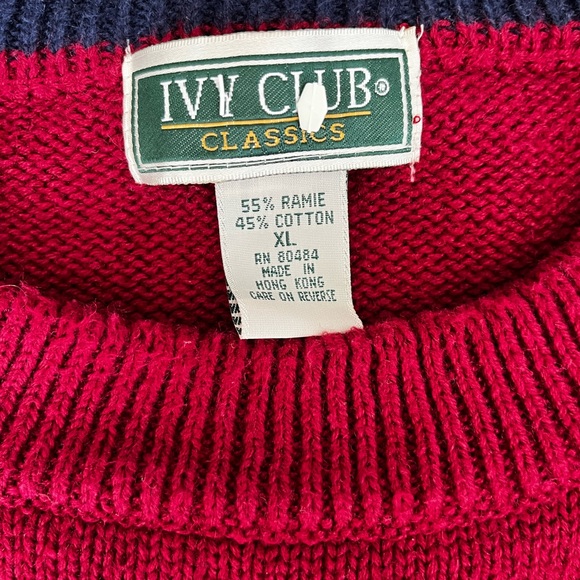 IVY CLUB®
CLASSICS
55% RAMIE
45% COTTON
XL
RN 80484
MADE IN
HONG KONG
CARE ON REVERSE